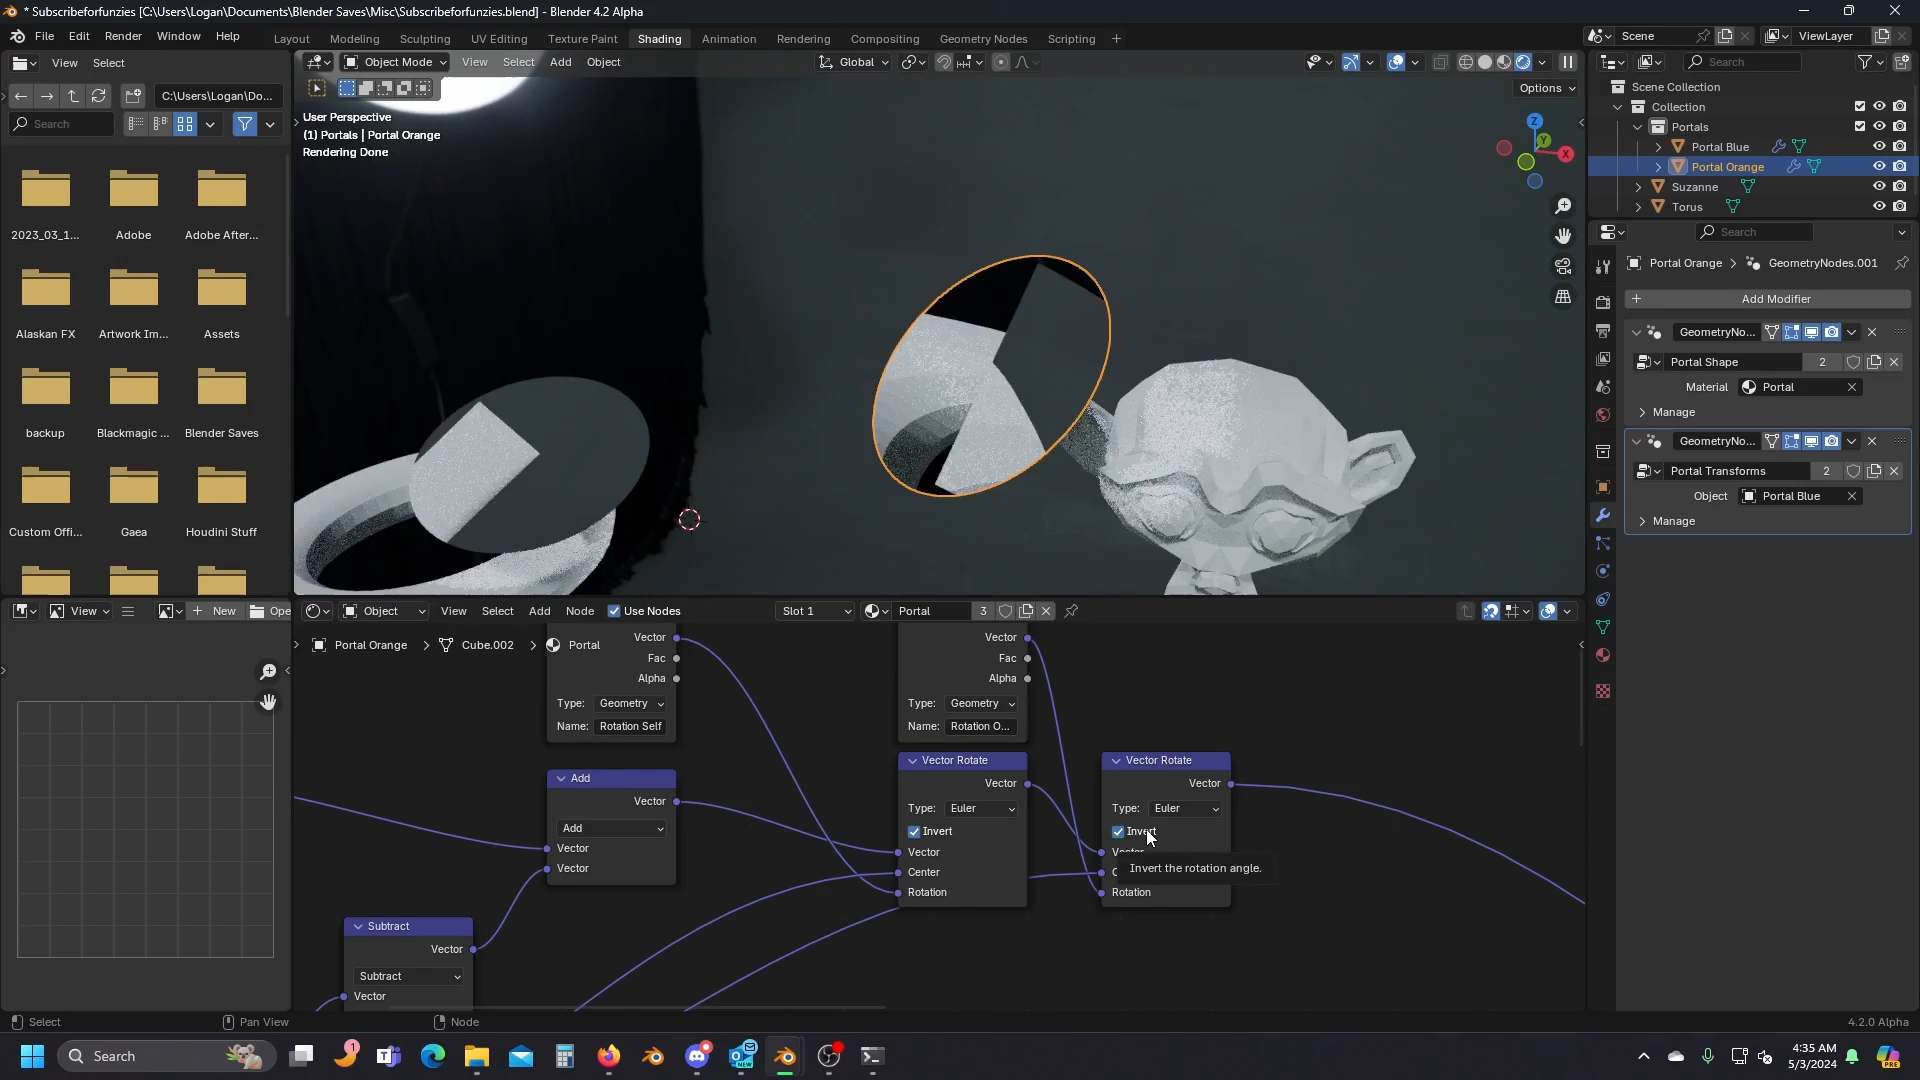 * Subscribeforfunzies [C:\Users\Logan\Documents\Blender Saves\Misc\Subscribeforfunzies.blend] - Blender 4.2 Alpha
File Edit Render Window Help
Layout Modeling Sculpting UV Editing Texture Paint Shading Animation Rendering Compositing Geometry Nodes Scripting +
Scene ViewLayer
View Select
Object Mode View Select Add Object
Global
Search
C:\Users\Logan\Do...
Options
Search
User Perspective
(1) Portals | Portal Orange
Rendering Done
Z
Y
X
Scene Collection
Collection
Portals
Portal Blue
Portal Orange
Suzanne
Torus
Search
Portal Orange > GeometryNodes.001
+ Add Modifier
GeometryNo...
Portal Shape 2
Material Portal
Manage
GeometryNo...
Portal Transforms 2
Object Portal Blue
Manage
2023_03_1... Adobe Adobe After...
Alaskan FX Artwork Im... Assets
backup Blackmagic ... Blender Saves
Custom Offi... Gaea Houdini Stuff
View + New Ope
Object View Select Add Node Use Nodes Slot 1 Portal 3
Portal Orange > Cube.002 > Portal
Vector
Fac
Alpha
Type: Geometry
Name: Rotation Self
Vector
Fac
Alpha
Type: Geometry
Name: Rotation O...
Add
Vector
Add
Vector
Vector
Vector Rotate
Vector
Type: Euler
Invert
Vector
Center
Rotation
Vector Rotate
Vector
Type: Euler
Invert
Vector
Invert the rotation angle.
Rotation
Subtract
Vector
Subtract
Vector
Select Pan View Node 4.2.0 Alpha
Search
1
NEW
PRE
4:35 AM
5/3/2024